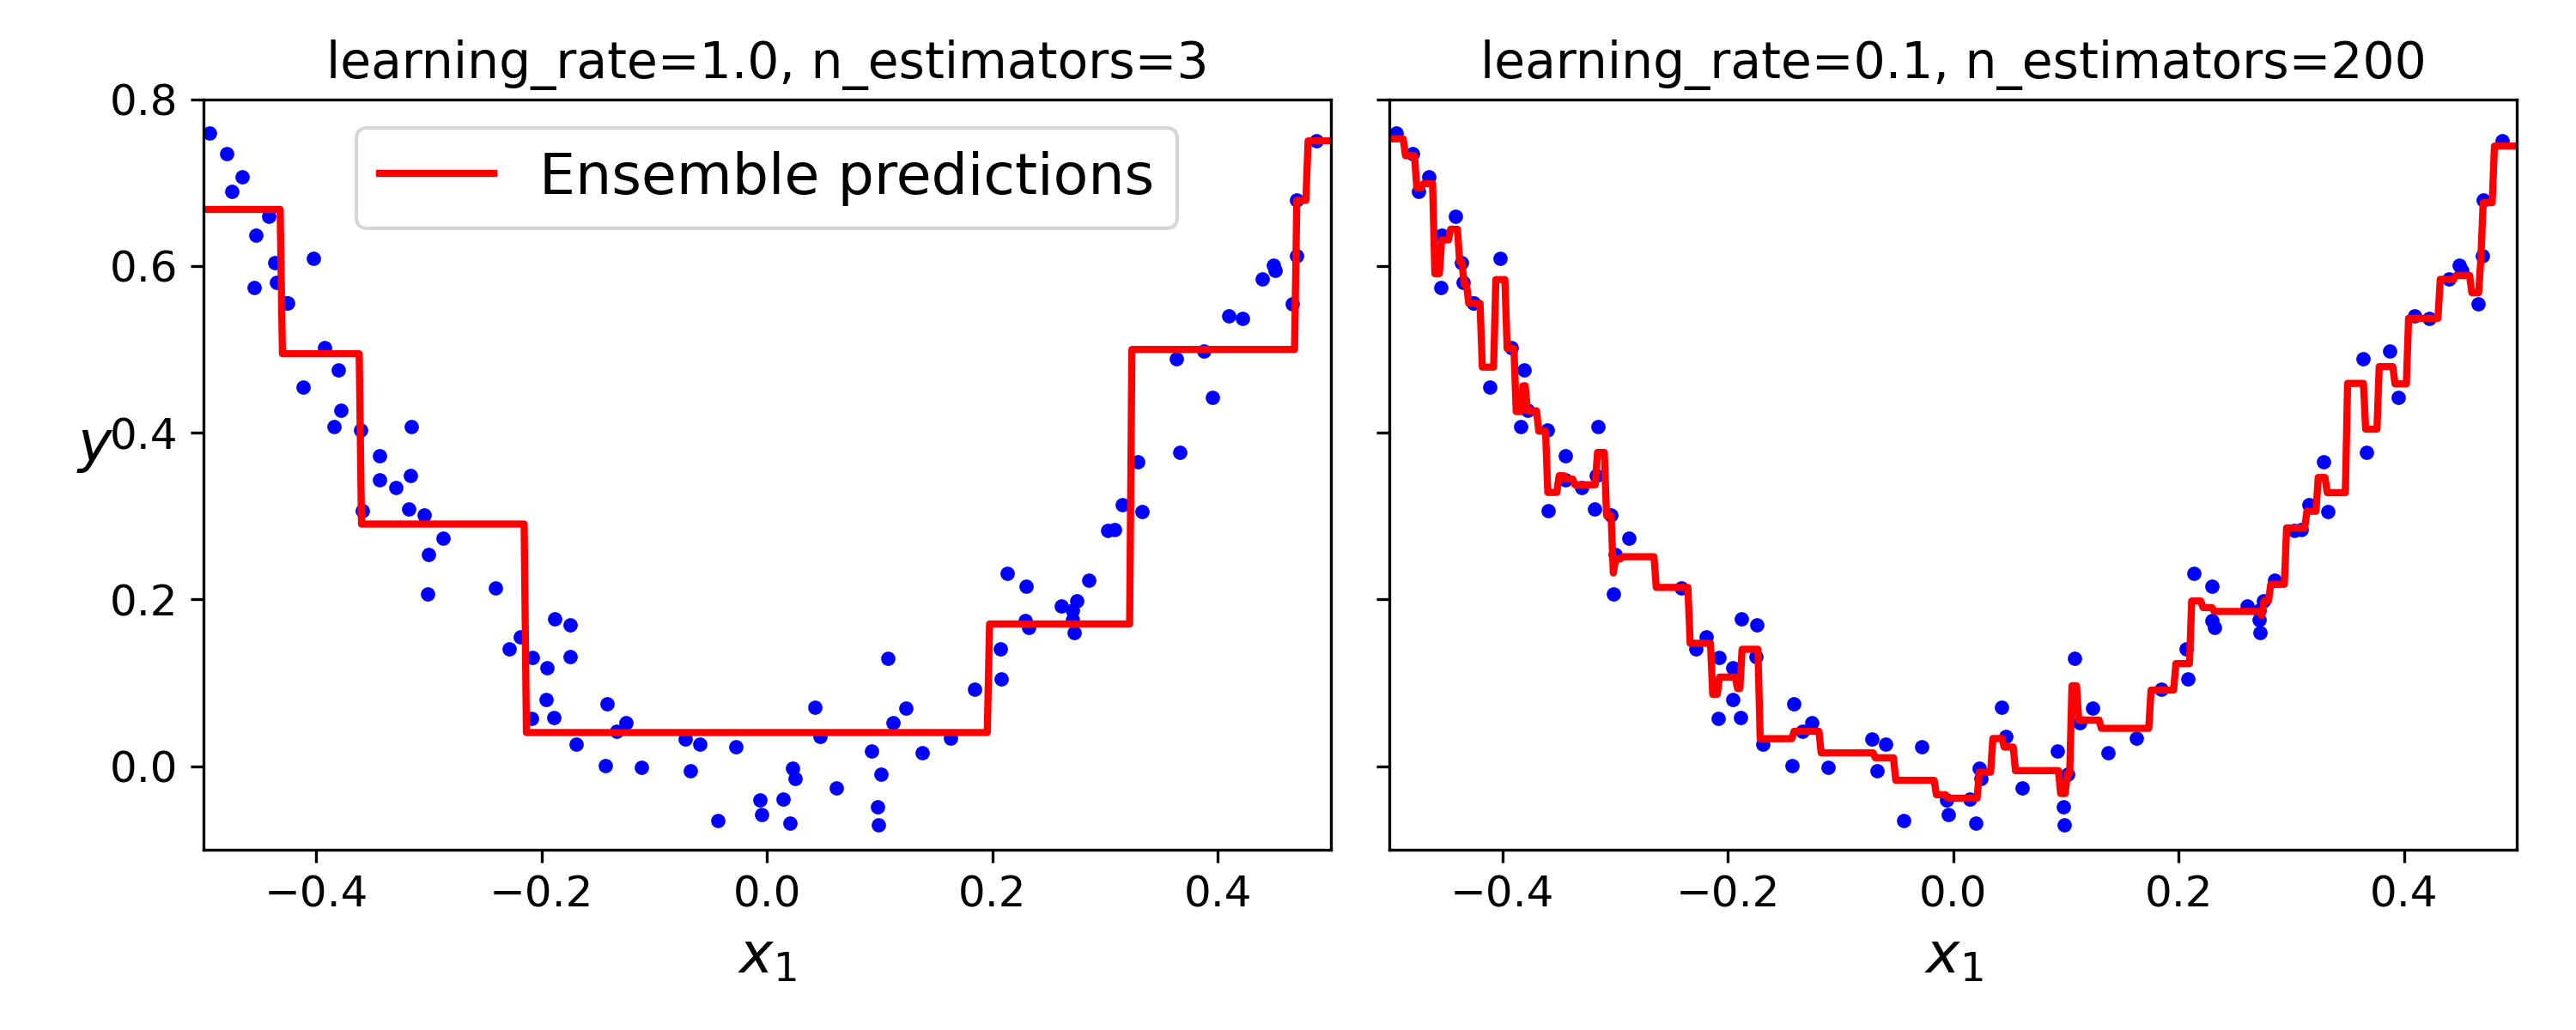 learning_rate=1.0, n_estimators=3
learning_rate=0.1, n_estimators=200
Ensemble predictions
0.8
0.6
0.4
0.2
0.0
y
−0.4 −0.2 0.0 0.2 0.4
−0.4 −0.2 0.0 0.2 0.4
x₁
x₁